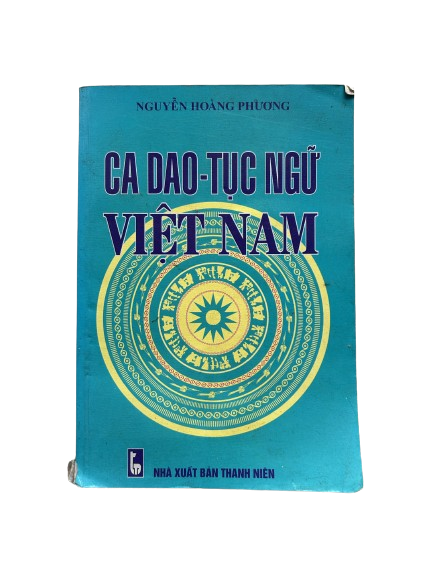 NGUYỄN HOÀNG PHƯƠNG
CA DAO-TỤC NGỮ
VIỆT NAM
NHÀ XUẤT BẢN THANH NIÊN